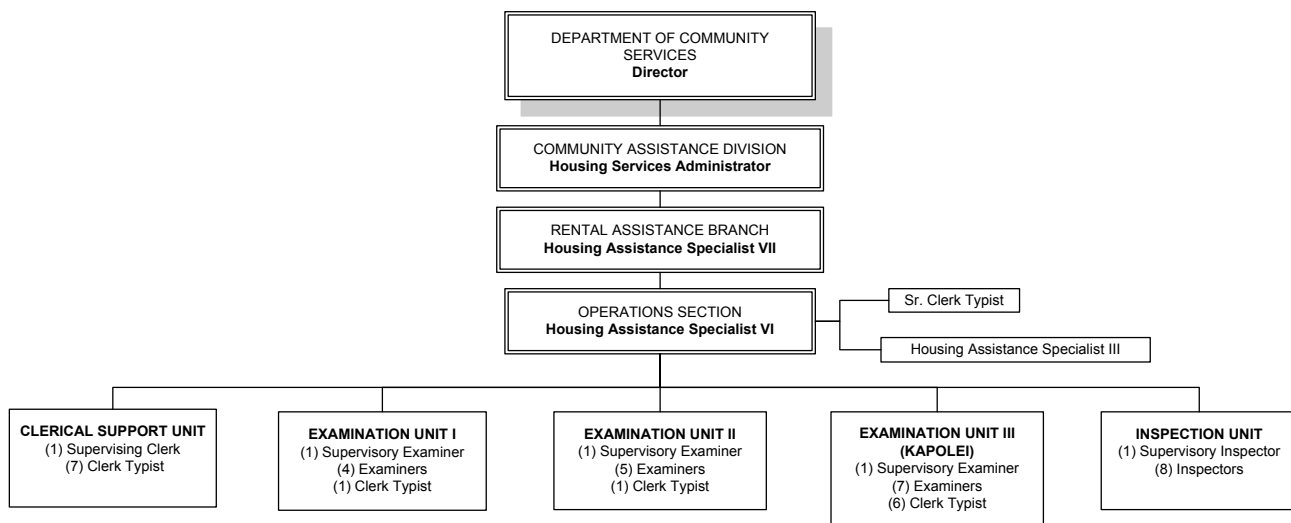 DEPARTMENT OF COMMUNITY
SERVICES
Director
COMMUNITY ASSISTANCE DIVISION
Housing Services Administrator
RENTAL ASSISTANCE BRANCH
Housing Assistance Specialist VII
OPERATIONS SECTION
Housing Assistance Specialist VI
Sr. Clerk Typist
Housing Assistance Specialist III
CLERICAL SUPPORT UNIT
(1) Supervising Clerk
(7) Clerk Typist
EXAMINATION UNIT I
(1) Supervisory Examiner
(4) Examiners
(1) Clerk Typist
EXAMINATION UNIT II
(1) Supervisory Examiner
(5) Examiners
(1) Clerk Typist
EXAMINATION UNIT III
(KAPOLEI)
(1) Supervisory Examiner
(7) Examiners
(6) Clerk Typist
INSPECTION UNIT
(1) Supervisory Inspector
(8) Inspectors